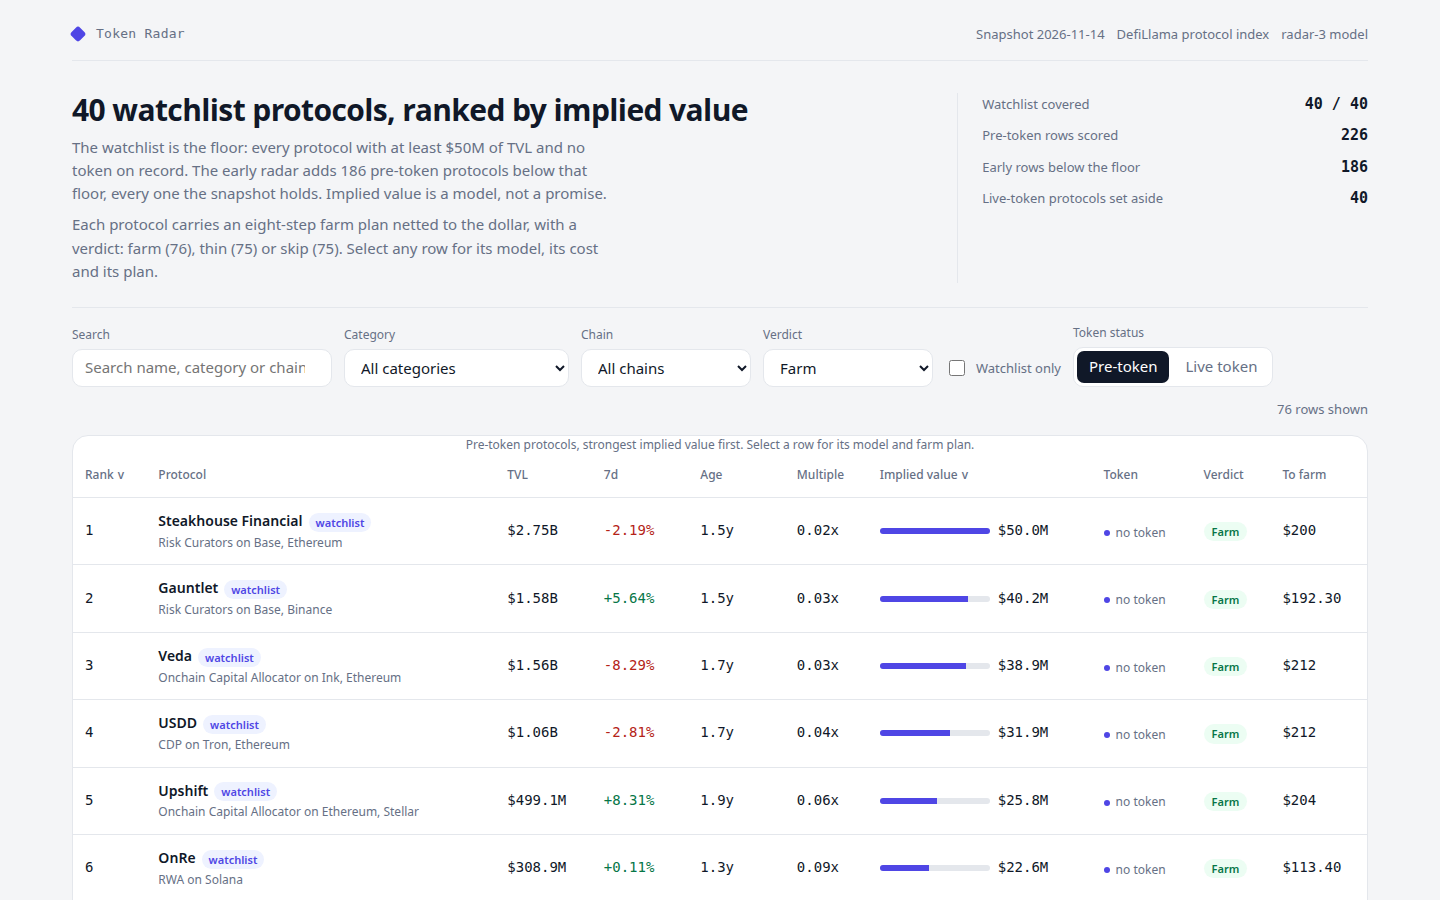 Token Radar
Snapshot 2026-11-14 DefiLlama protocol index radar-3 model
40 watchlist protocols, ranked by implied value
The watchlist is the floor: every protocol with at least $50M of TVL and no
token on record. The early radar adds 186 pre-token protocols below that
floor, every one the snapshot holds. Implied value is a model, not a promise.
Each protocol carries an eight-step farm plan netted to the dollar, with a
verdict: farm (76), thin (75) or skip (75). Select any row for its model, its cost
and its plan.
Watchlist covered 40 / 40
Pre-token rows scored 226
Early rows below the floor 186
Live-token protocols set aside 40
Search Category Chain Verdict Token status
Search name, category or chain All categories All chains Farm Watchlist only Pre-token Live token
76 rows shown
Pre-token protocols, strongest implied value first. Select a row for its model and farm plan.
Rank v Protocol TVL 7d Age Multiple Implied value v Token Verdict To farm
1 Steakhouse Financial watchlist $2.75B -2.19% 1.5y 0.02x $50.0M no token Farm $200
Risk Curators on Base, Ethereum
2 Gauntlet watchlist $1.58B +5.64% 1.5y 0.03x $40.2M no token Farm $192.30
Risk Curators on Base, Binance
3 Veda watchlist $1.56B -8.29% 1.7y 0.03x $38.9M no token Farm $212
Onchain Capital Allocator on Ink, Ethereum
4 USDD watchlist $1.06B -2.81% 1.7y 0.04x $31.9M no token Farm $212
CDP on Tron, Ethereum
5 Upshift watchlist $499.1M +8.31% 1.9y 0.06x $25.8M no token Farm $204
Onchain Capital Allocator on Ethereum, Stellar
6 OnRe watchlist $308.9M +0.11% 1.3y 0.09x $22.6M no token Farm $113.40
RWA on Solana